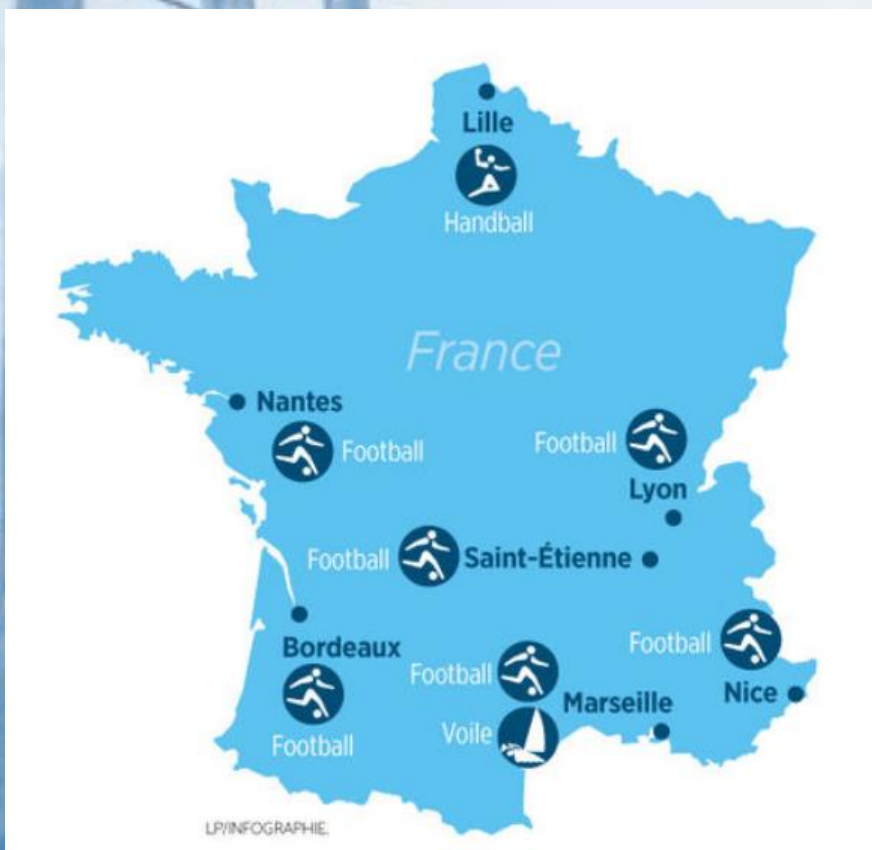 Lille
Handball
France
Nantes
Football
Football
Lyon
Football
Saint-Étienne
Bordeaux
Football
Football
Marseille
Voile
Football
Nice
LP/INFOGRAPHIE.